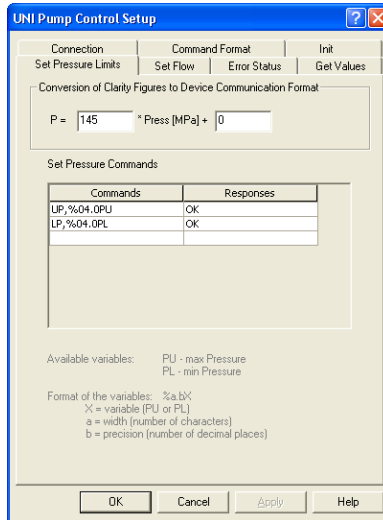 UNI Pump Control Setup
Connection Command Format Init
Set Pressure Limits Set Flow Error Status Get Values
Conversion of Clarity Figures to Device Communication Format
P = 145 * Press [MPa] + 0
Set Pressure Commands
Commands Responses
UP,%04.0PU OK
LP,%04.0PL OK
Available variables: PU - max Pressure
PL - min Pressure
Format of the variables: %a.bX
X = variable (PU or PL)
a = width (number of characters)
b = precision (number of decimal places)
OK Cancel Apply Help